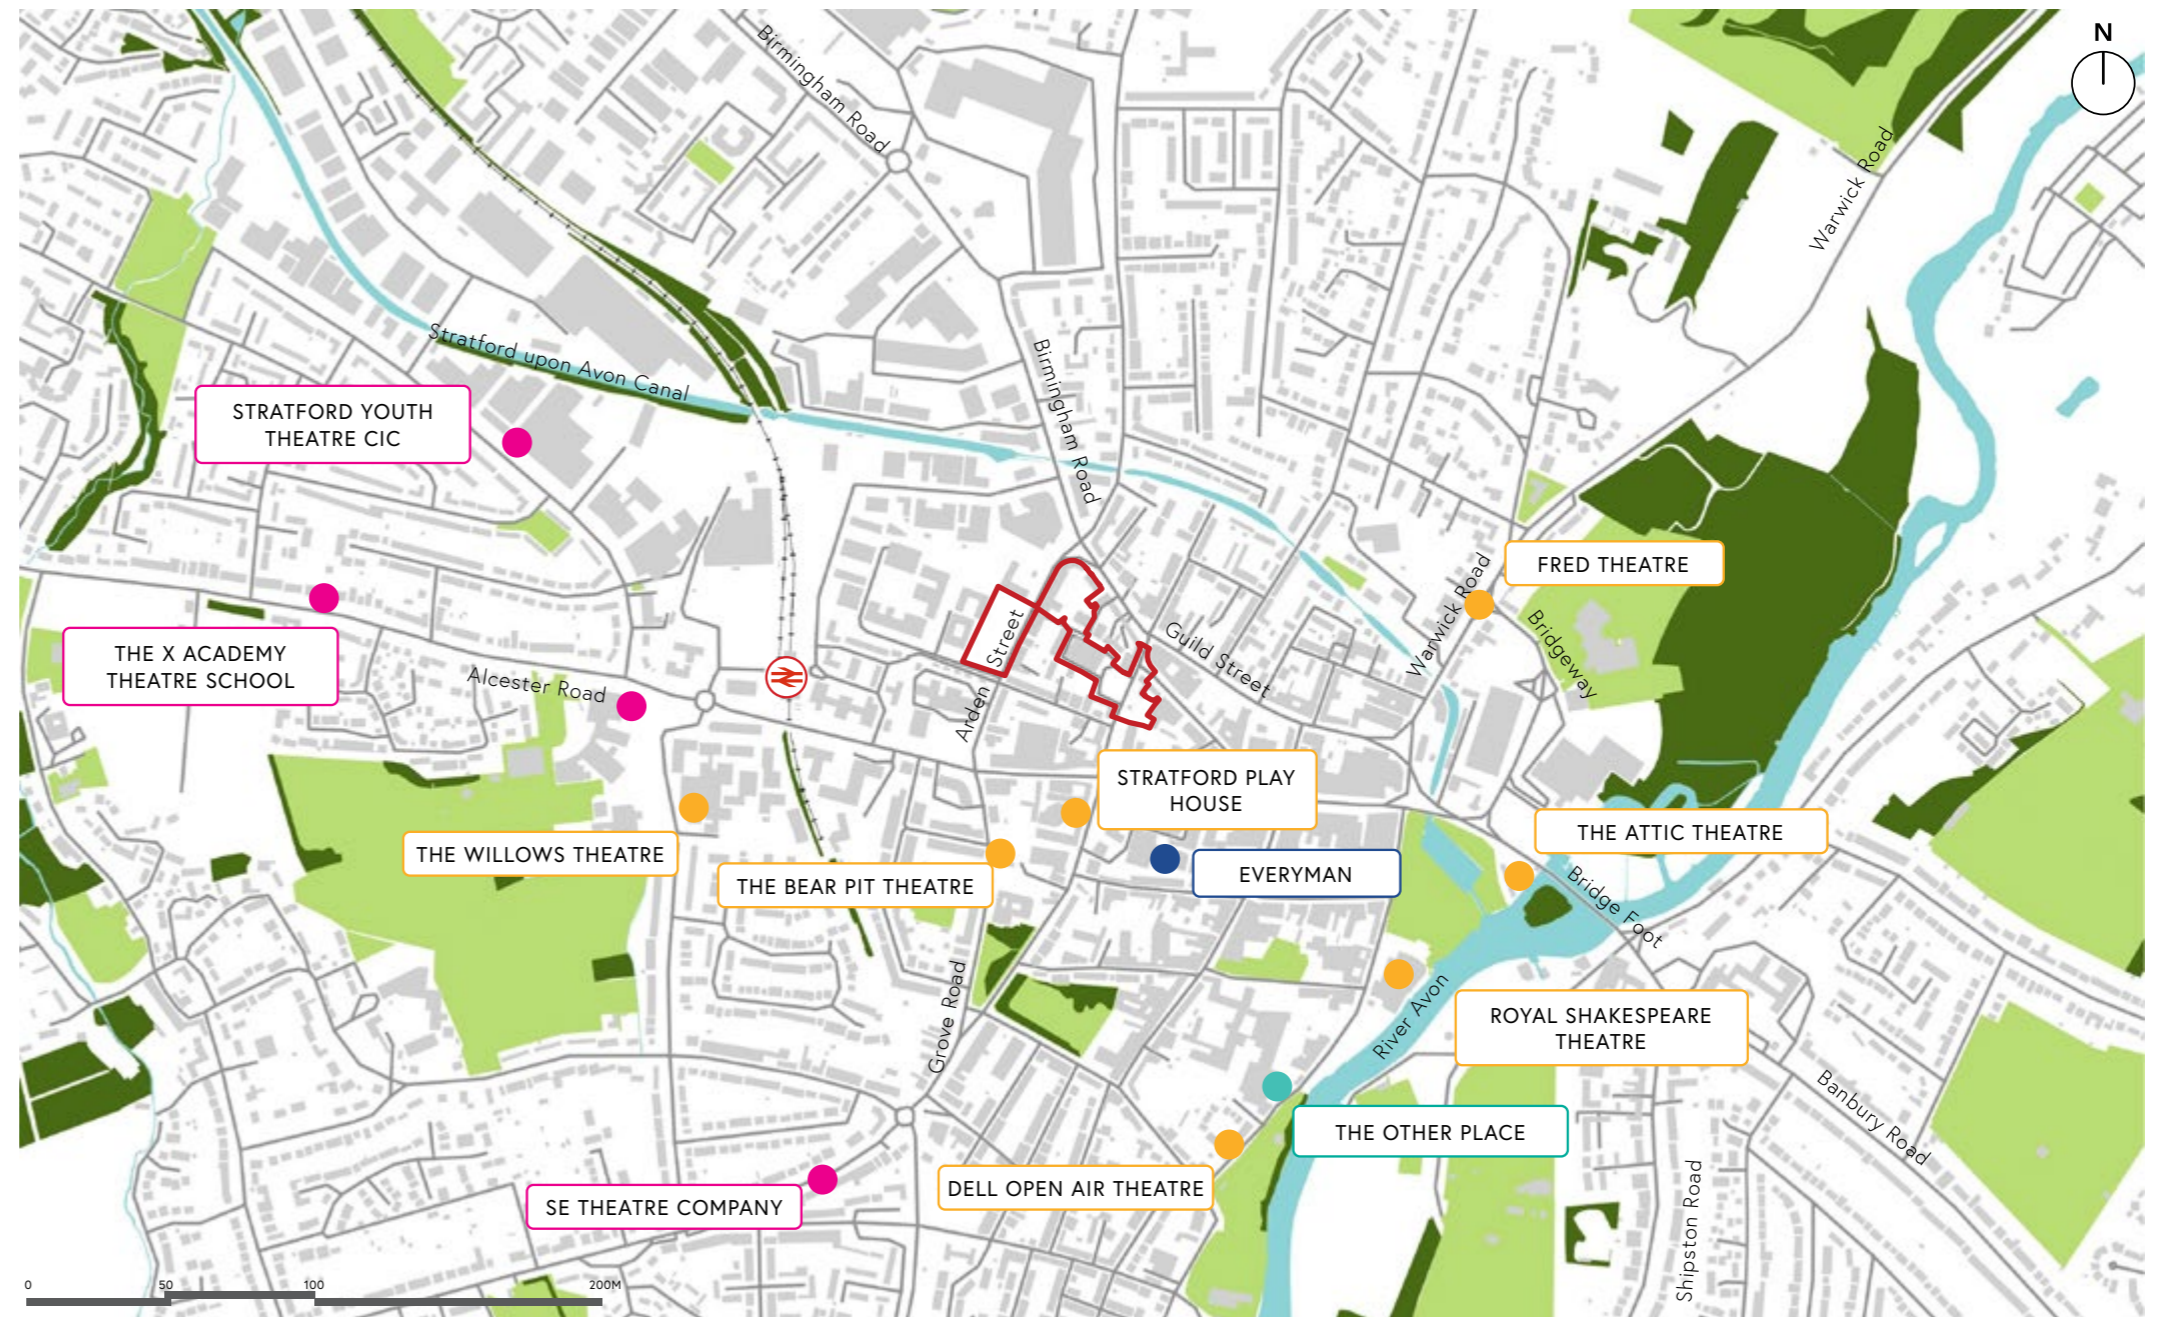 N
Birmingham Road
Warwick Road
Stratford upon Avon Canal
Birmingham Road
STRATFORD YOUTH
THEATRE CIC
FRED THEATRE
Warwick Road
Bridgeway
Guild Street
THE X ACADEMY
THEATRE SCHOOL
Alcester Road
Arden Street
STRATFORD PLAY
HOUSE
THE WILLOWS THEATRE
THE BEAR PIT THEATRE
EVERYMAN
THE ATTIC THEATRE
Bridge Foot
Grove Road
River Avon
ROYAL SHAKESPEARE
THEATRE
THE OTHER PLACE
Banbury Road
DELL OPEN AIR THEATRE
SE THEATRE COMPANY
Shipston Road
0 50 100 200M